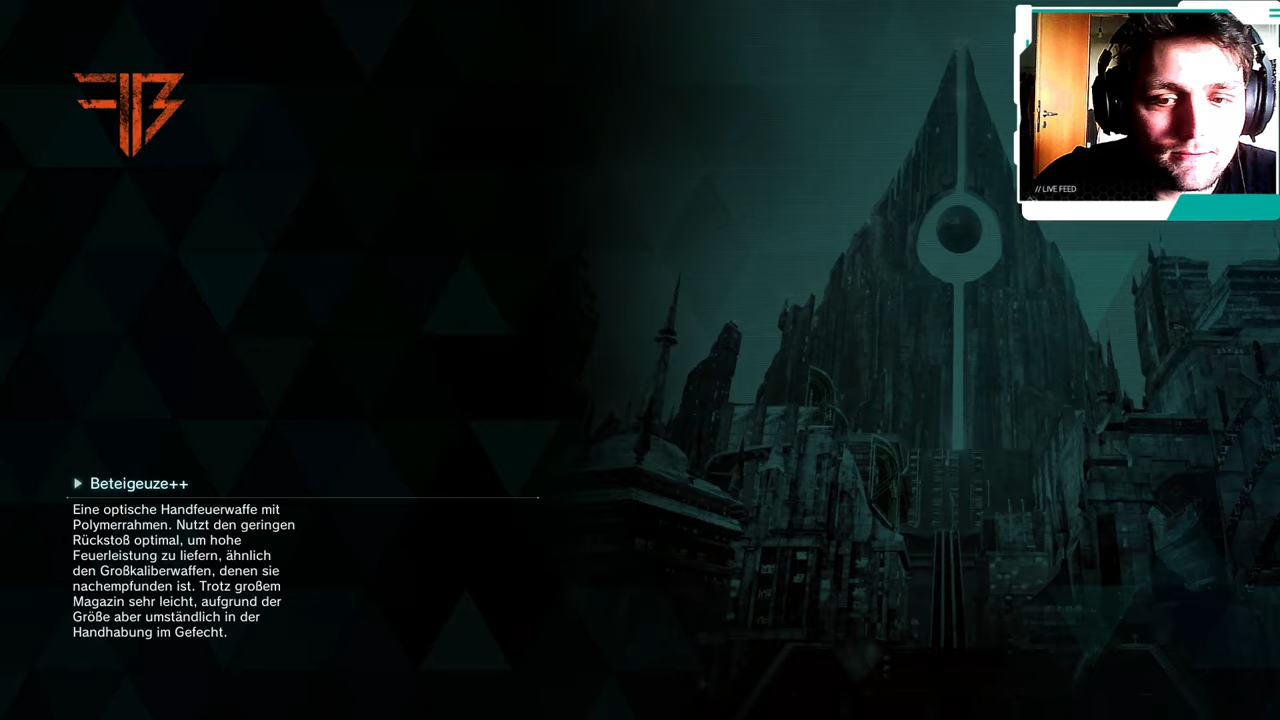 // LIVE FEED
Beteigeuze++
Eine optische Handfeuerwaffe mit
Polymerrahmen. Nutzt den geringen
Rückstoß optimal, um hohe
Feuerleistung zu liefern, ähnlich
den Großkaliberwaffen, denen sie
nachempfunden ist. Trotz großem
Magazin sehr leicht, aufgrund der
Größe aber umständlich in der
Handhabung im Gefecht.